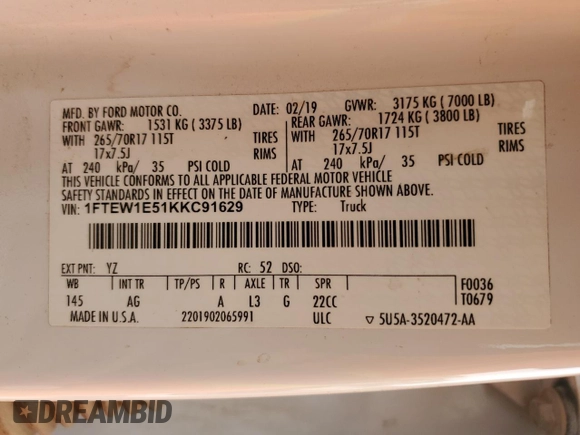 MFD. BY FORD MOTOR CO. DATE: 02/19 GVWR: 3175 KG ( 7000 LB)
FRONT GAWR: 1531 KG ( 3375 LB) REAR GAWR: 1724 KG ( 3800 LB)
WITH 265/70R17 115T TIRES WITH 265/70R17 115T TIRES
17x7.5J RIMS 17x7.5J RIMS
AT 240 kPa/ 35 PSI COLD AT 240 kPa/ 35 PSI COLD
THIS VEHICLE CONFORMS TO ALL APPLICABLE FEDERAL MOTOR VEHICLE
SAFETY STANDARDS IN EFFECT ON THE DATE OF MANUFACTURE SHOWN ABOVE.
VIN: 1FTEW1E51KKC91629 TYPE: Truck
EXT PNT: YZ RC: 52 DSO:
WB INT TR TP/PS R AXLE TR SPR F0036
145 AG A L3 G 22CC T0679
MADE IN U.S.A. 2201902065991 ULC ▽ 5U5A-3520472-AA
DREAMBID